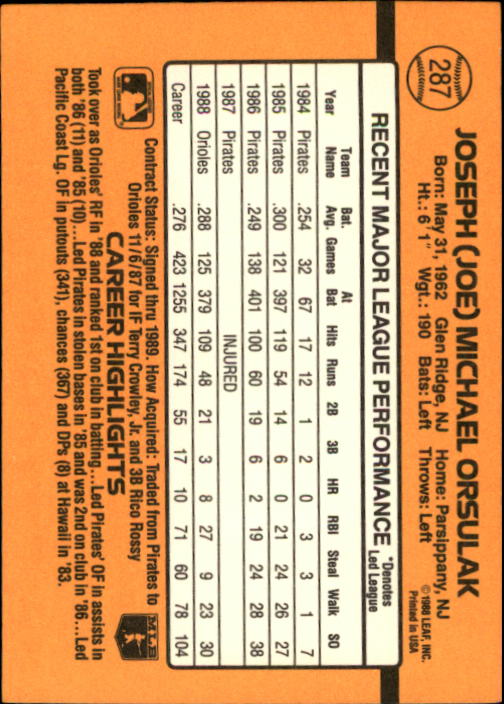 287
JOSEPH (JOE) MICHAEL ORSULAK
Born: May 31, 1962 Glen Ridge, NJ Home: Parsippany, NJ
Ht.: 6'1" Wgt.: 190 Bats: Left Throws: Left
©1988 LEAF, INC.
Printed in USA
RECENT MAJOR LEAGUE PERFORMANCE
*Denotes
Led League
Year Team Name Bat. Avg. Games At Bat Hits Runs 2B 3B HR RBI Steal Walk SO
1984 Pirates .254 32 67 17 12 1 2 0 3 3 1 7
1985 Pirates .300 121 397 119 54 14 6 0 21 24 26 27
1986 Pirates .249 138 401 100 60 19 6 2 19 24 28 38
1987 Pirates INJURED
1988 Orioles .288 125 379 109 48 21 3 8 27 9 23 30
Career .276 423 1255 347 174 55 17 10 71 60 78 104
Contract Status: Signed thru 1989. How Acquired: Traded from Pirates to
Orioles 11/6/87 for IF Terry Crowley, Jr. and 3B Rico Rossy
MLB
CAREER HIGHLIGHTS
Took over as Orioles' RF in '88 and ranked 1st on club in batting...Led Pirates' OF in assists in
both '86 (11) and '85 (10)...Led Pirates in stolen bases in '85 and was 2nd on club in '86...Led
Pacific Coast Lg. OF in putouts (341), chances (367) and DPs (8) at Hawaii in '83.